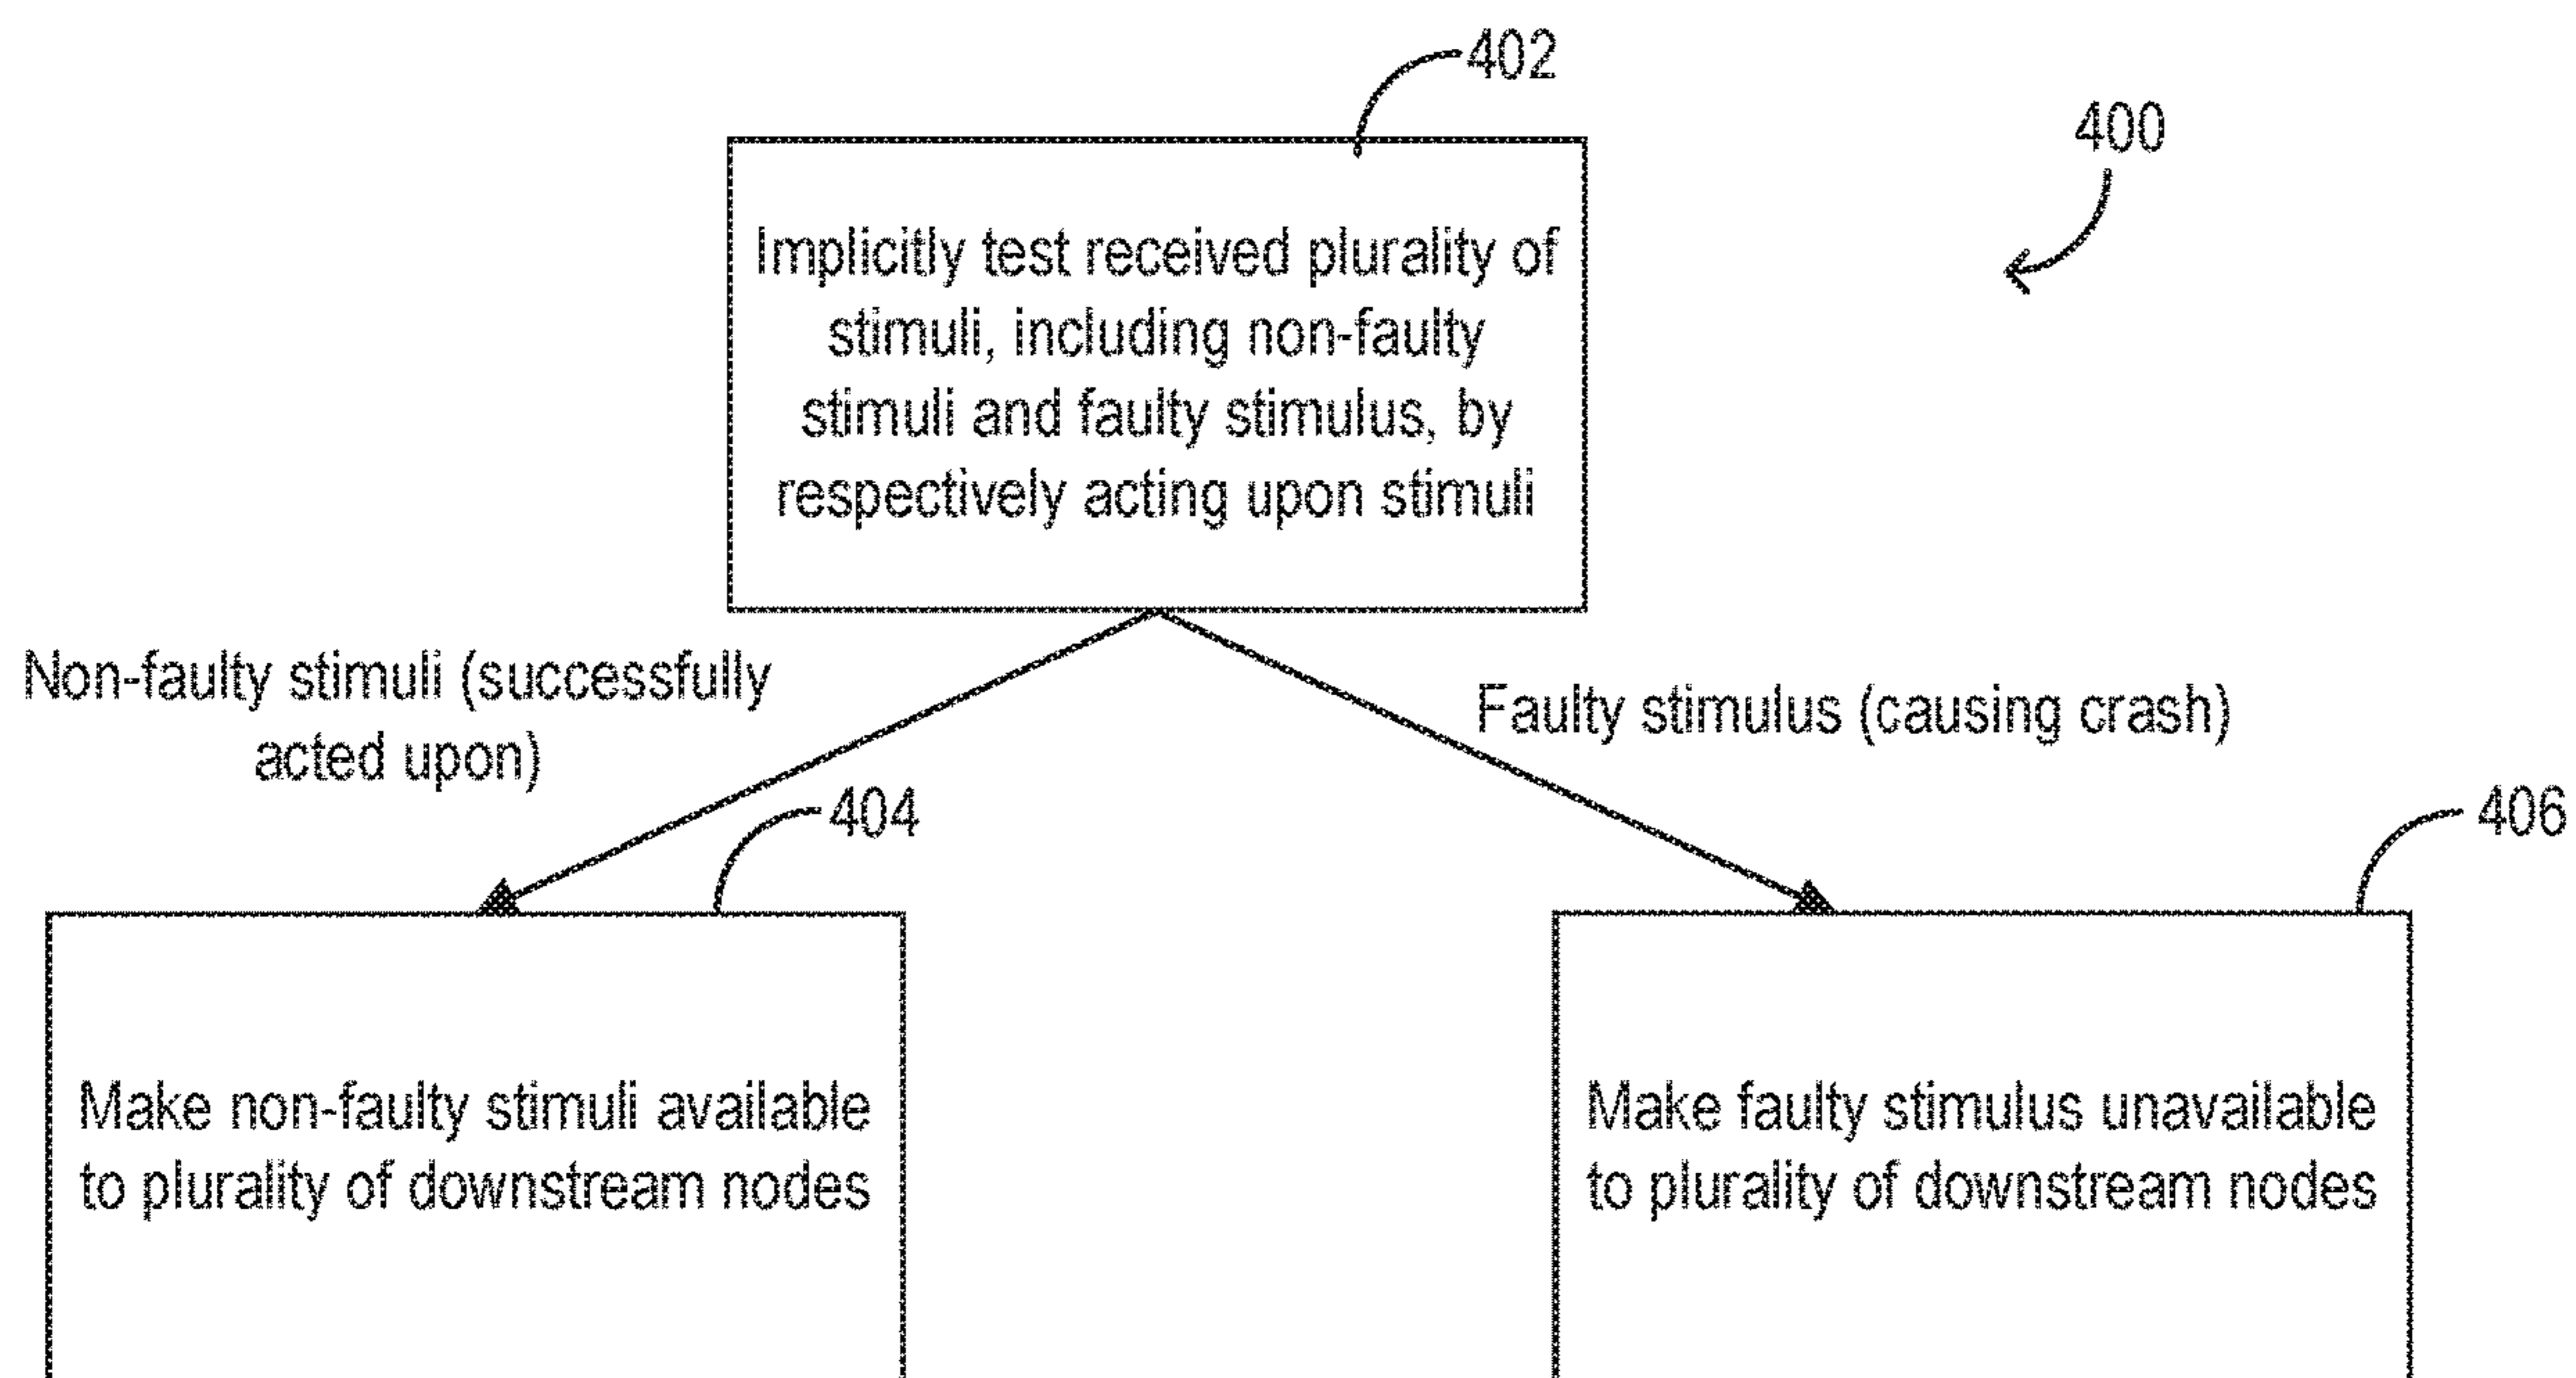 402
400
Implicitly test received plurality of
stimuli, including non-faulty
stimuli and faulty stimulus, by
respectively acting upon stimuli
Non-faulty stimuli (successfully
acted upon)
Faulty stimulus (causing crash)
404
406
Make non-faulty stimuli available
to plurality of downstream nodes
Make faulty stimulus unavailable
to plurality of downstream nodes